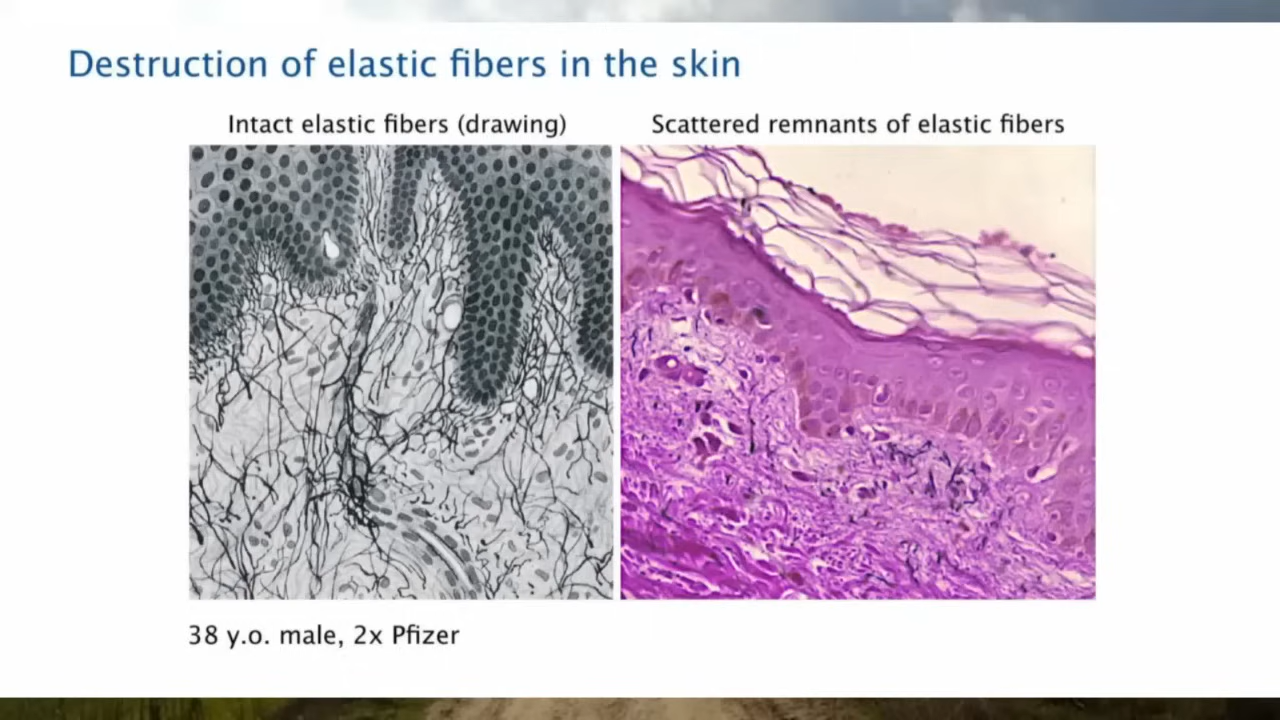 Destruction of elastic fibers in the skin
Intact elastic fibers (drawing)
Scattered remnants of elastic fibers
38 y.o. male, 2x Pfizer